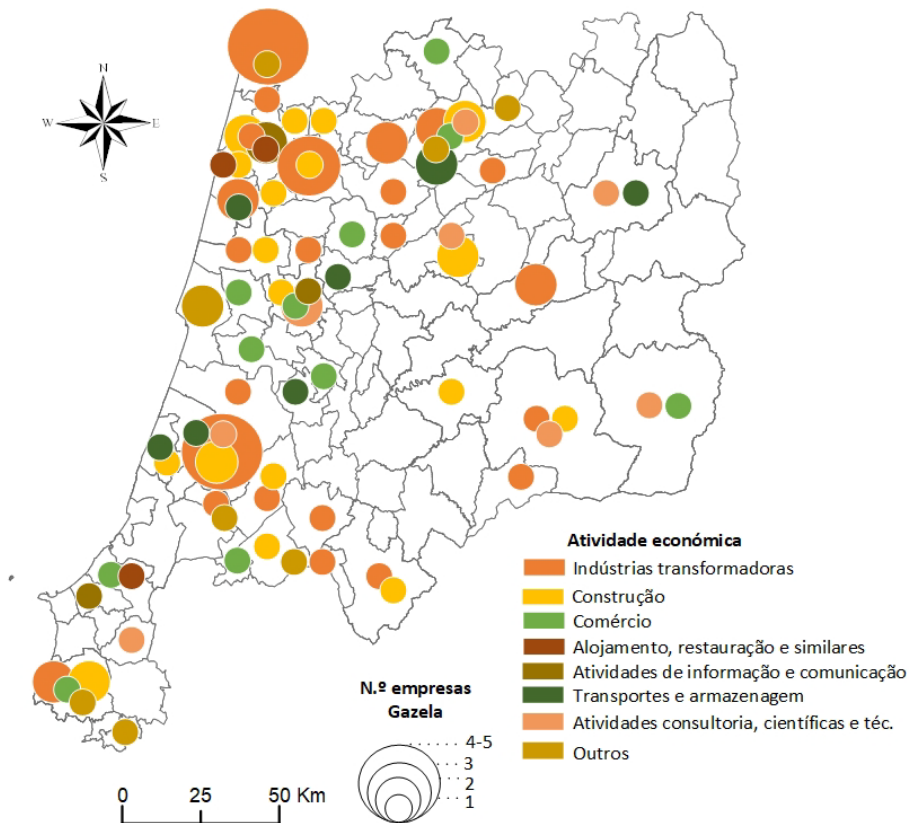 N
W E
S
Atividade económica
Indústrias transformadoras
Construção
Comércio
Alojamento, restauração e similares
Atividades de informação e comunicação
Transportes e armazenagem
Atividades consultoria, científicas e téc.
Outros
N.º empresas
Gazela
4-5
3
2
1
0 25 50 Km